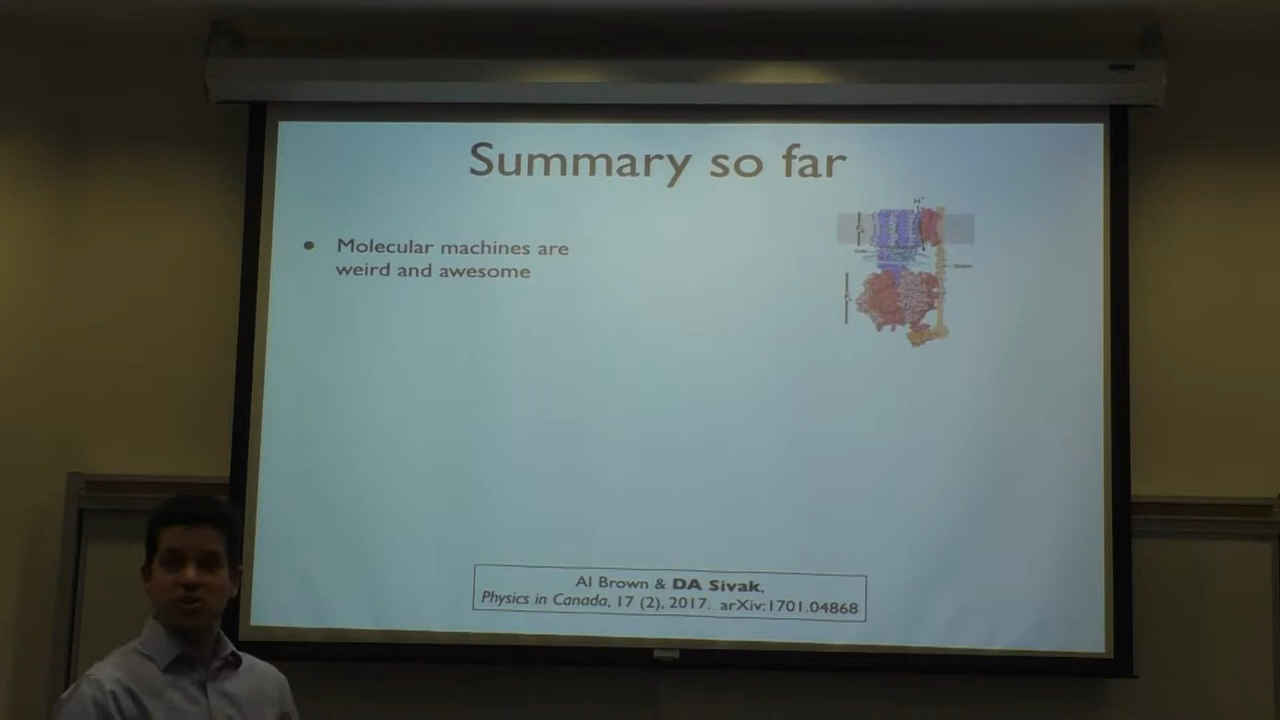 Summary so far
Molecular machines are
weird and awesome
H⁺
AI Brown & DA Sivak,
Physics in Canada, 17 (2), 2017. arXiv:1701.04868